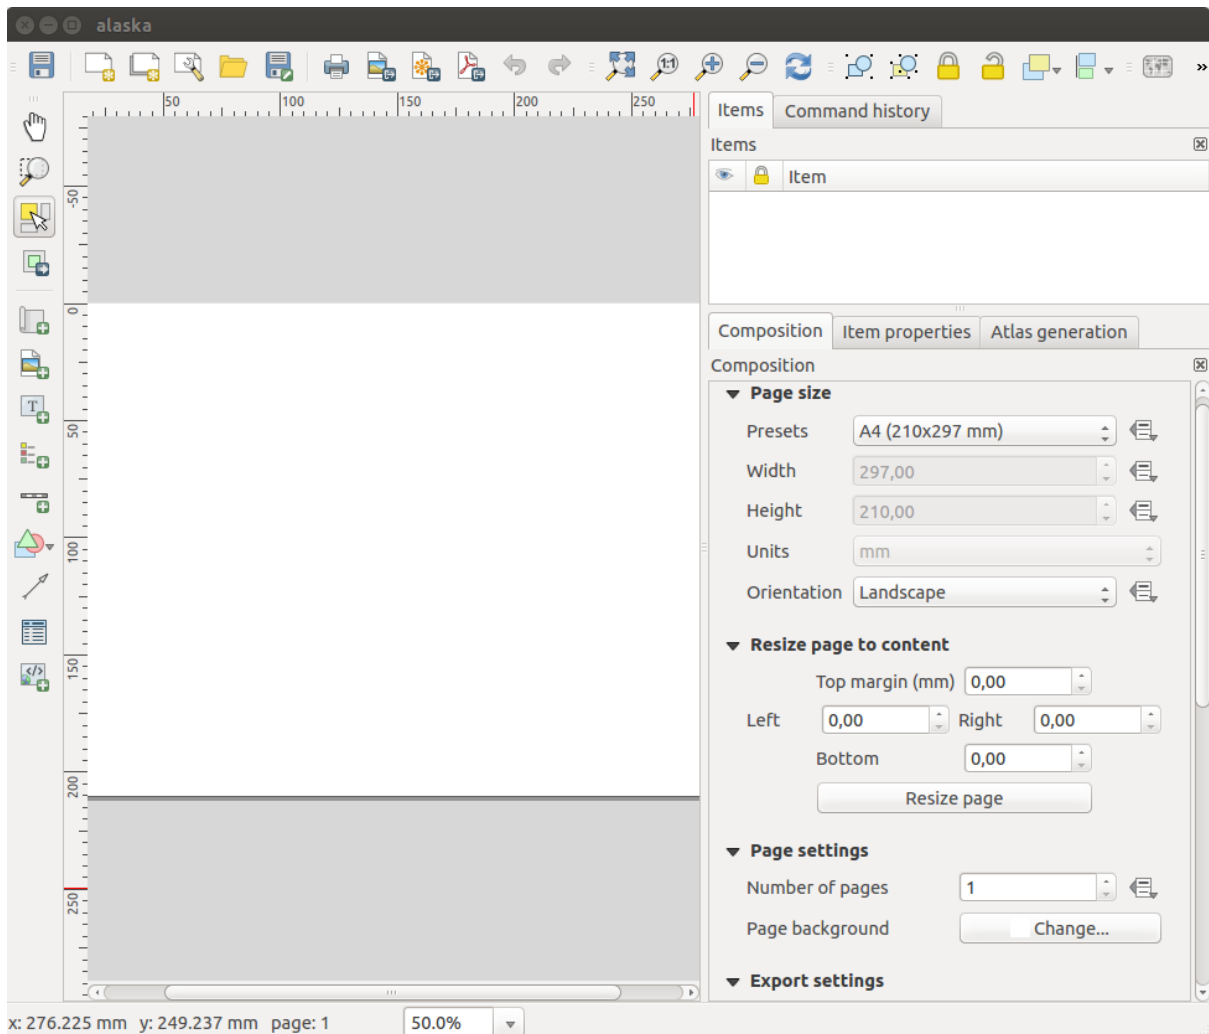 alaska
1:1
»
50 100 150 200 250
Items Command history
Items
Item
-50
0
50
100
150
200
250
T
</>
Composition Item properties Atlas generation
Composition
Page size
Presets A4 (210x297 mm)
Width 297,00
Height 210,00
Units mm
Orientation Landscape
Resize page to content
Top margin (mm) 0,00
Left 0,00 Right 0,00
Bottom 0,00
Resize page
Page settings
Number of pages 1
Page background Change...
Export settings
x: 276.225 mm y: 249.237 mm page: 1 50.0%